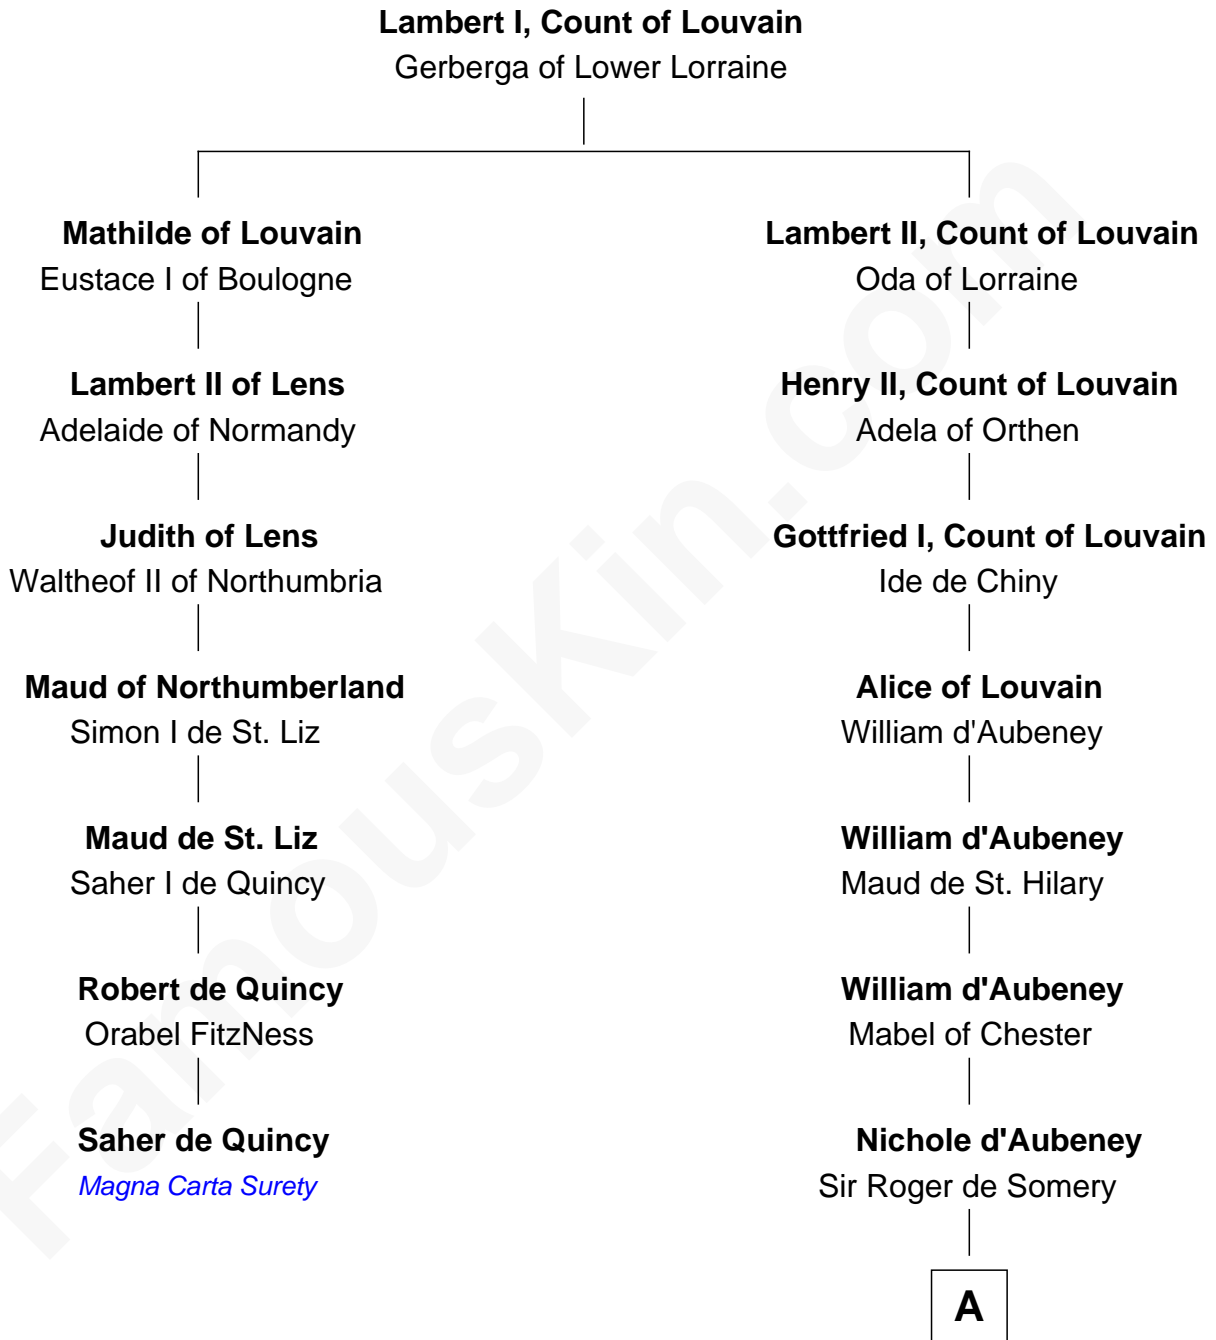 Lambert I, Count of Louvain
Gerberga of Lower Lorraine
Mathilde of Louvain
Eustace I of Boulogne
Lambert II of Lens
Adelaide of Normandy
Judith of Lens
Waltheof II of Northumbria
Maud of Northumberland
Simon I de St. Liz
Maud de St. Liz
Saher I de Quincy
Robert de Quincy
Orabel FitzNess
Saher de Quincy
Magna Carta Surety
Lambert II, Count of Louvain
Oda of Lorraine
Henry II, Count of Louvain
Adela of Orthen
Gottfried I, Count of Louvain
Ide de Chiny
Alice of Louvain
William d'Aubeney
William d'Aubeney
Maud de St. Hilary
William d'Aubeney
Mabel of Chester
Nichole d'Aubeney
Sir Roger de Somery
A
FamousKin.com